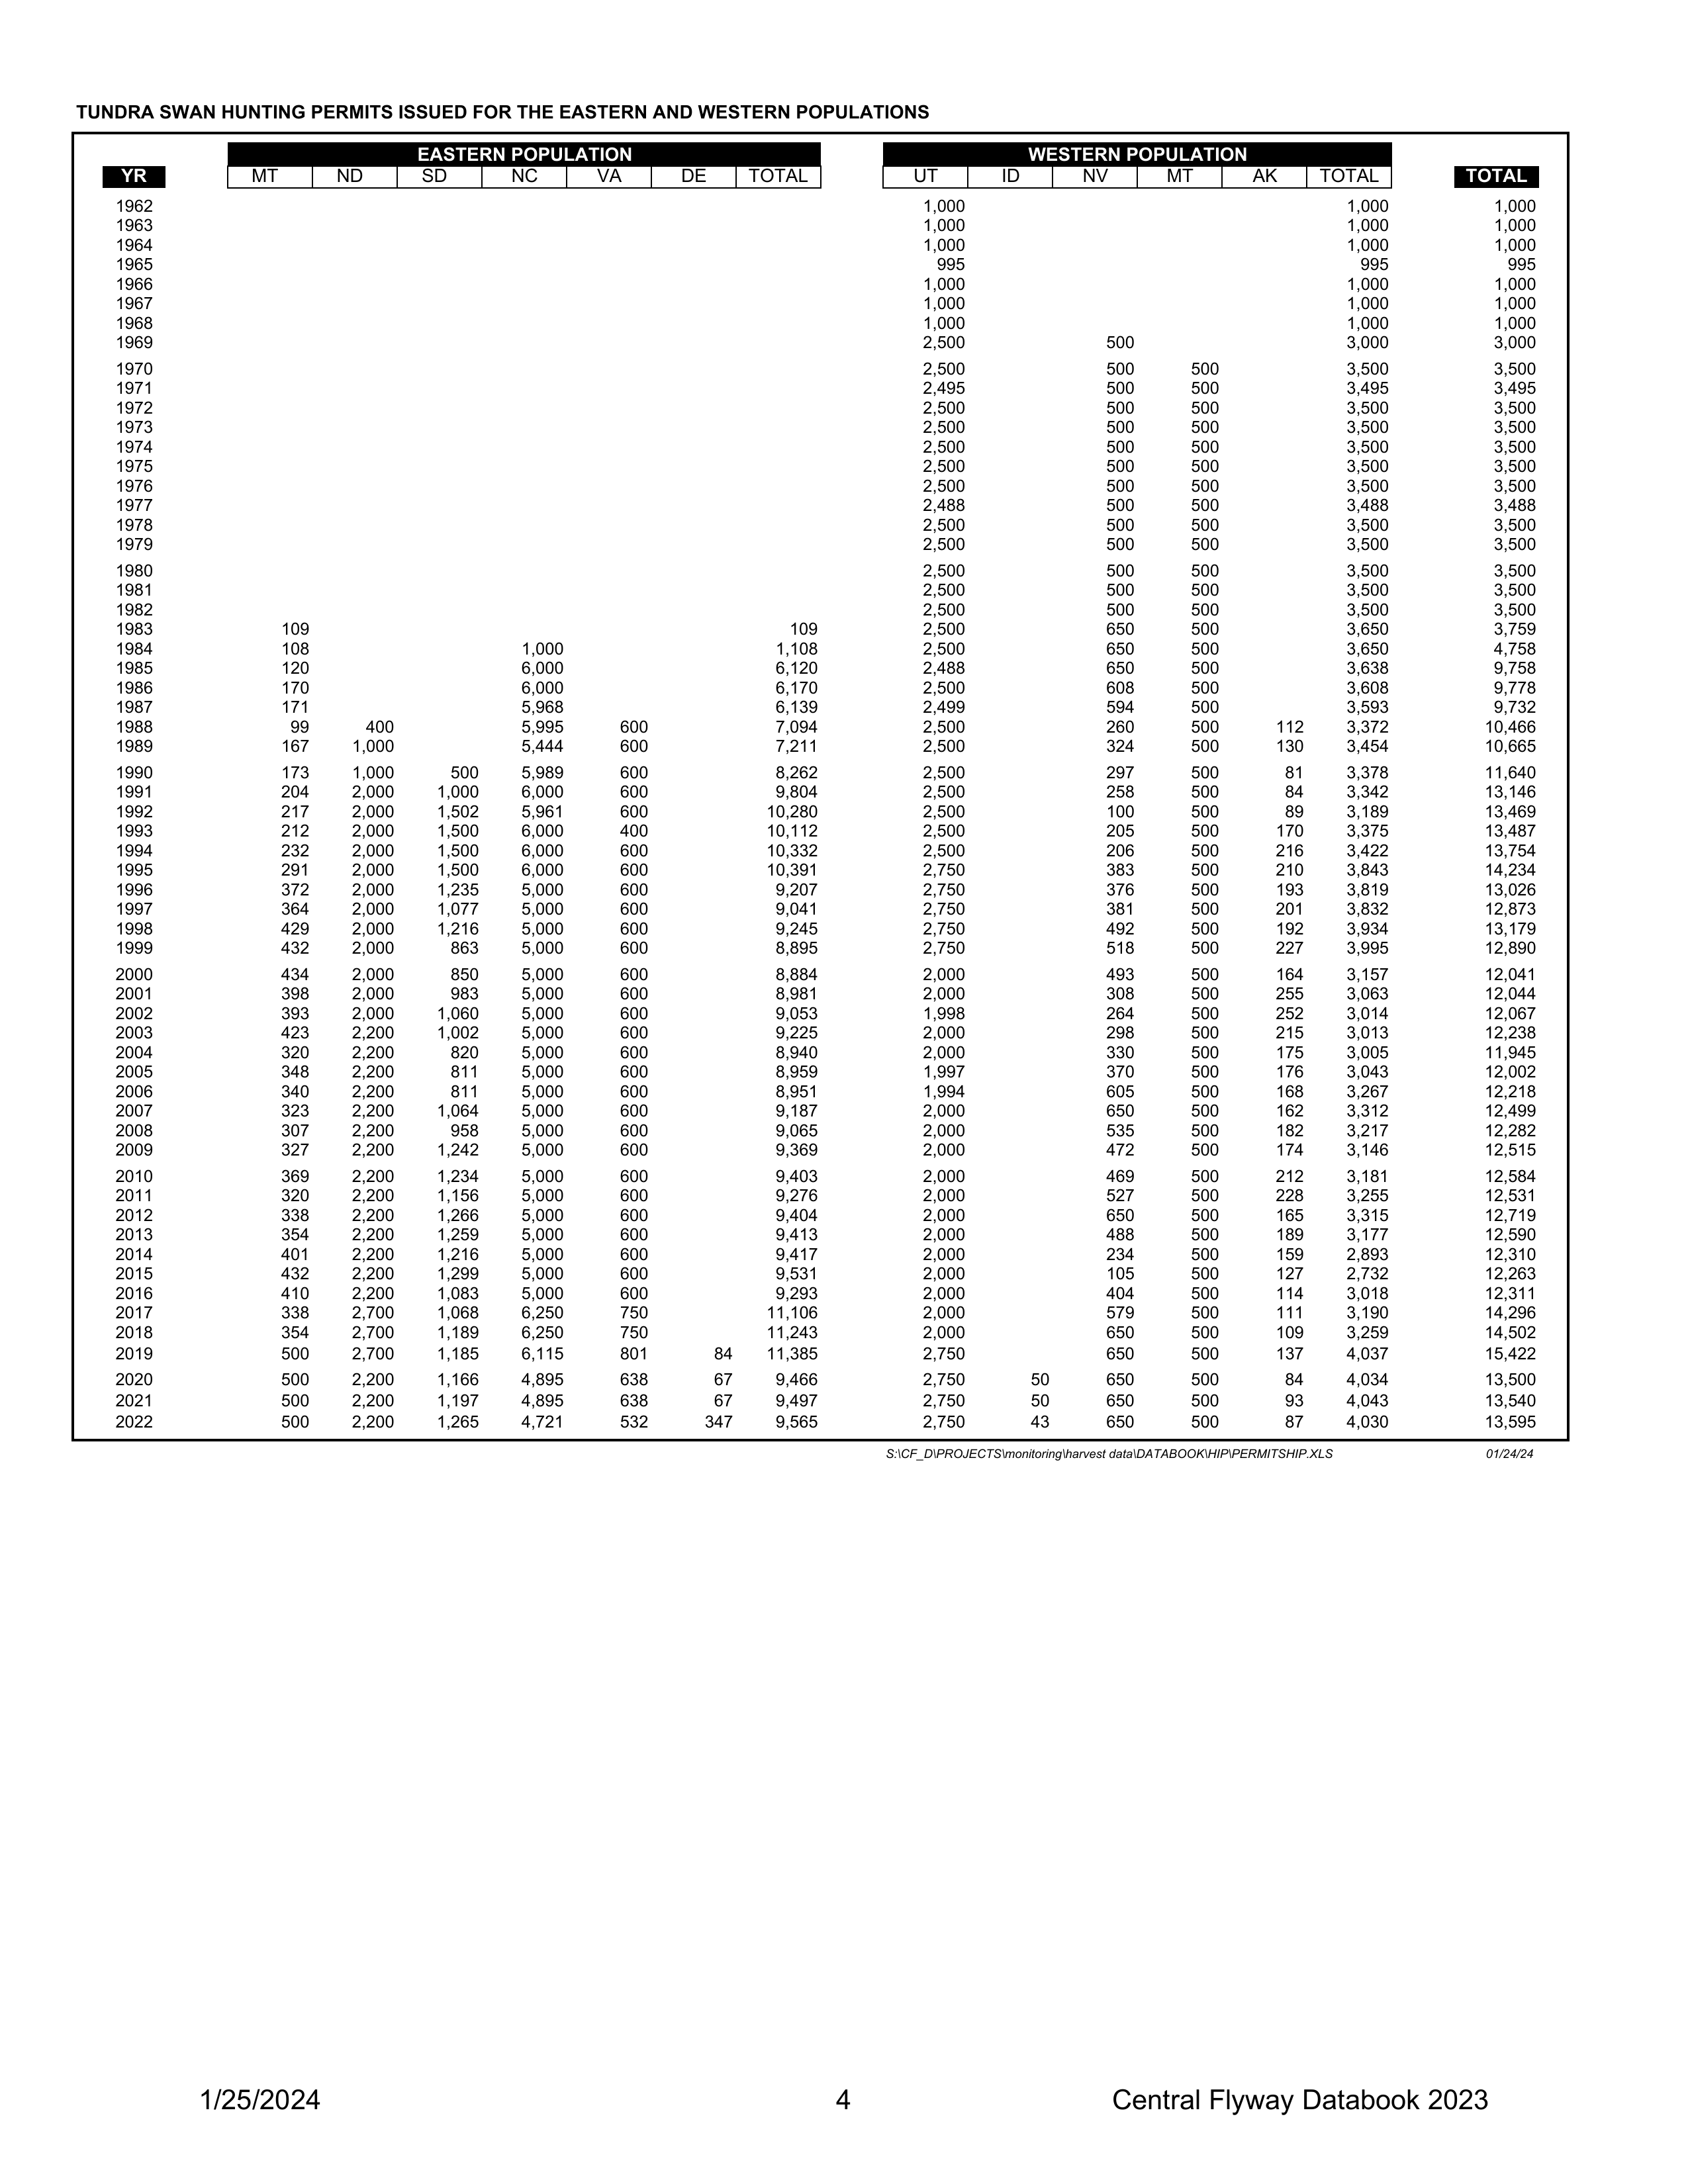 TUNDRA SWAN HUNTING PERMITS ISSUED FOR THE EASTERN AND WESTERN POPULATIONS
EASTERN POPULATION WESTERN POPULATION
YR MT ND SD NC VA DE TOTAL UT ID NV MT AK TOTAL TOTAL
1962 1,000 1,000 1,000
1963 1,000 1,000 1,000
1964 1,000 1,000 1,000
1965 995 995 995
1966 1,000 1,000 1,000
1967 1,000 1,000 1,000
1968 1,000 1,000 1,000
1969 2,500 500 3,000 3,000
1970 2,500 500 500 3,500 3,500
1971 2,495 500 500 3,495 3,495
1972 2,500 500 500 3,500 3,500
1973 2,500 500 500 3,500 3,500
1974 2,500 500 500 3,500 3,500
1975 2,500 500 500 3,500 3,500
1976 2,500 500 500 3,500 3,500
1977 2,488 500 500 3,488 3,488
1978 2,500 500 500 3,500 3,500
1979 2,500 500 500 3,500 3,500
1980 2,500 500 500 3,500 3,500
1981 2,500 500 500 3,500 3,500
1982 2,500 500 500 3,500 3,500
1983 109 109 2,500 650 500 3,650 3,759
1984 108 1,000 1,108 2,500 650 500 3,650 4,758
1985 120 6,000 6,120 2,488 650 500 3,638 9,758
1986 170 6,000 6,170 2,500 608 500 3,608 9,778
1987 171 5,968 6,139 2,499 594 500 3,593 9,732
1988 99 400 5,995 600 7,094 2,500 260 500 112 3,372 10,466
1989 167 1,000 5,444 600 7,211 2,500 324 500 130 3,454 10,665
1990 173 1,000 500 5,989 600 8,262 2,500 297 500 81 3,378 11,640
1991 204 2,000 1,000 6,000 600 9,804 2,500 258 500 84 3,342 13,146
1992 217 2,000 1,502 5,961 600 10,280 2,500 100 500 89 3,189 13,469
1993 212 2,000 1,500 6,000 400 10,112 2,500 205 500 170 3,375 13,487
1994 232 2,000 1,500 6,000 600 10,332 2,500 206 500 216 3,422 13,754
1995 291 2,000 1,500 6,000 600 10,391 2,750 383 500 210 3,843 14,234
1996 372 2,000 1,235 5,000 600 9,207 2,750 376 500 193 3,819 13,026
1997 364 2,000 1,077 5,000 600 9,041 2,750 381 500 201 3,832 12,873
1998 429 2,000 1,216 5,000 600 9,245 2,750 492 500 192 3,934 13,179
1999 432 2,000 863 5,000 600 8,895 2,750 518 500 227 3,995 12,890
2000 434 2,000 850 5,000 600 8,884 2,000 493 500 164 3,157 12,041
2001 398 2,000 983 5,000 600 8,981 2,000 308 500 255 3,063 12,044
2002 393 2,000 1,060 5,000 600 9,053 1,998 264 500 252 3,014 12,067
2003 423 2,200 1,002 5,000 600 9,225 2,000 298 500 215 3,013 12,238
2004 320 2,200 820 5,000 600 8,940 2,000 330 500 175 3,005 11,945
2005 348 2,200 811 5,000 600 8,959 1,997 370 500 176 3,043 12,002
2006 340 2,200 811 5,000 600 8,951 1,994 605 500 168 3,267 12,218
2007 323 2,200 1,064 5,000 600 9,187 2,000 650 500 162 3,312 12,499
2008 307 2,200 958 5,000 600 9,065 2,000 535 500 182 3,217 12,282
2009 327 2,200 1,242 5,000 600 9,369 2,000 472 500 174 3,146 12,515
2010 369 2,200 1,234 5,000 600 9,403 2,000 469 500 212 3,181 12,584
2011 320 2,200 1,156 5,000 600 9,276 2,000 527 500 228 3,255 12,531
2012 338 2,200 1,266 5,000 600 9,404 2,000 650 500 165 3,315 12,719
2013 354 2,200 1,259 5,000 600 9,413 2,000 488 500 189 3,177 12,590
2014 401 2,200 1,216 5,000 600 9,417 2,000 234 500 159 2,893 12,310
2015 432 2,200 1,299 5,000 600 9,531 2,000 105 500 127 2,732 12,263
2016 410 2,200 1,083 5,000 600 9,293 2,000 404 500 114 3,018 12,311
2017 338 2,700 1,068 6,250 750 11,106 2,000 579 500 111 3,190 14,296
2018 354 2,700 1,189 6,250 750 11,243 2,000 650 500 109 3,259 14,502
2019 500 2,700 1,185 6,115 801 84 11,385 2,750 650 500 137 4,037 15,422
2020 500 2,200 1,166 4,895 638 67 9,466 2,750 50 650 500 84 4,034 13,500
2021 500 2,200 1,197 4,895 638 67 9,497 2,750 50 650 500 93 4,043 13,540
2022 500 2,200 1,265 4,721 532 347 9,565 2,750 43 650 500 87 4,030 13,595
S:\CF_D\PROJECTS\monitoring\harvest data\DATABOOK\HIP\PERMITSHIP.XLS 01/24/24
1/25/2024 4 Central Flyway Databook 2023